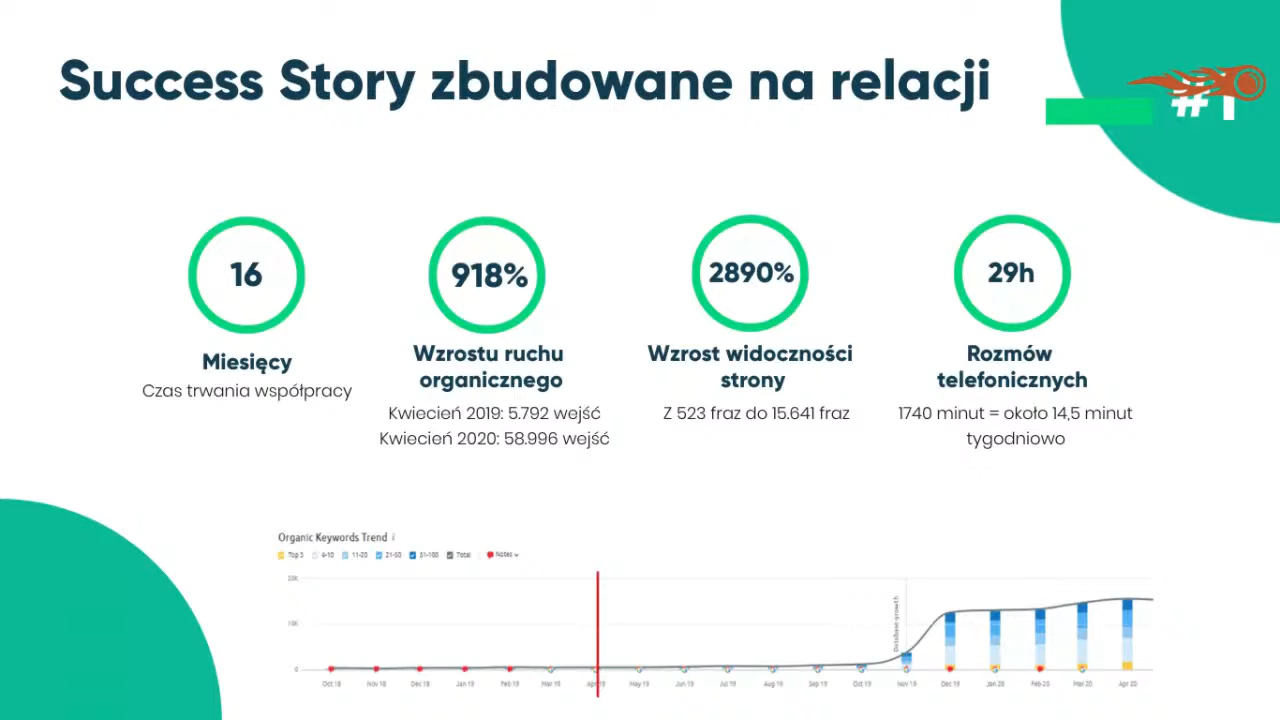 Success Story zbudowane na relacji
#1
16
918%
2890%
29h
Miesięcy
Czas trwania współpracy
Wzrostu ruchu
organicznego
Kwiecień 2019: 5.792 wejść
Kwiecień 2020: 58.996 wejść
Wzrost widoczności
strony
Z 523 fraz do 15.641 fraz
Rozmów
telefonicznych
1740 minut = około 14,5 minut
tygodniowo
Organic Keywords Trend i
Top 3 4-10 11-20 21-50 51-100 Total Notes
20K
10K
0
Database growth
Oct 18 Nov 18 Dec 18 Jan 19 Feb 19 Mar 19 Apr 19 May 19 Jun 19 Jul 19 Aug 19 Sep 19 Oct 19 Nov 19 Dec 19 Jan 20 Feb 20 Mar 20 Apr 20